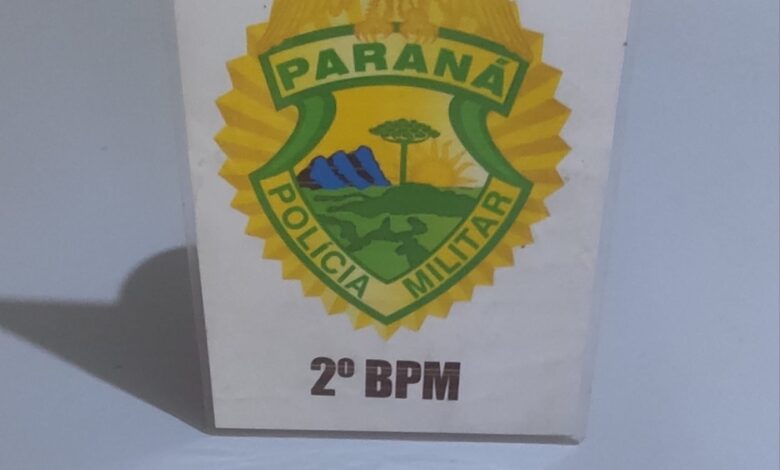 PARANÁ
POLÍCIA MILITAR
2º BPM